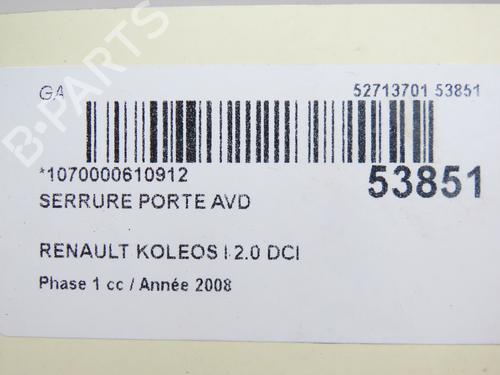 GA 52713701 53851
*1070000610912 53851
SERRURE PORTE AVD
RENAULT KOLEOS I 2.0 DCI
Phase 1 cc / Année 2008
B-PARTS